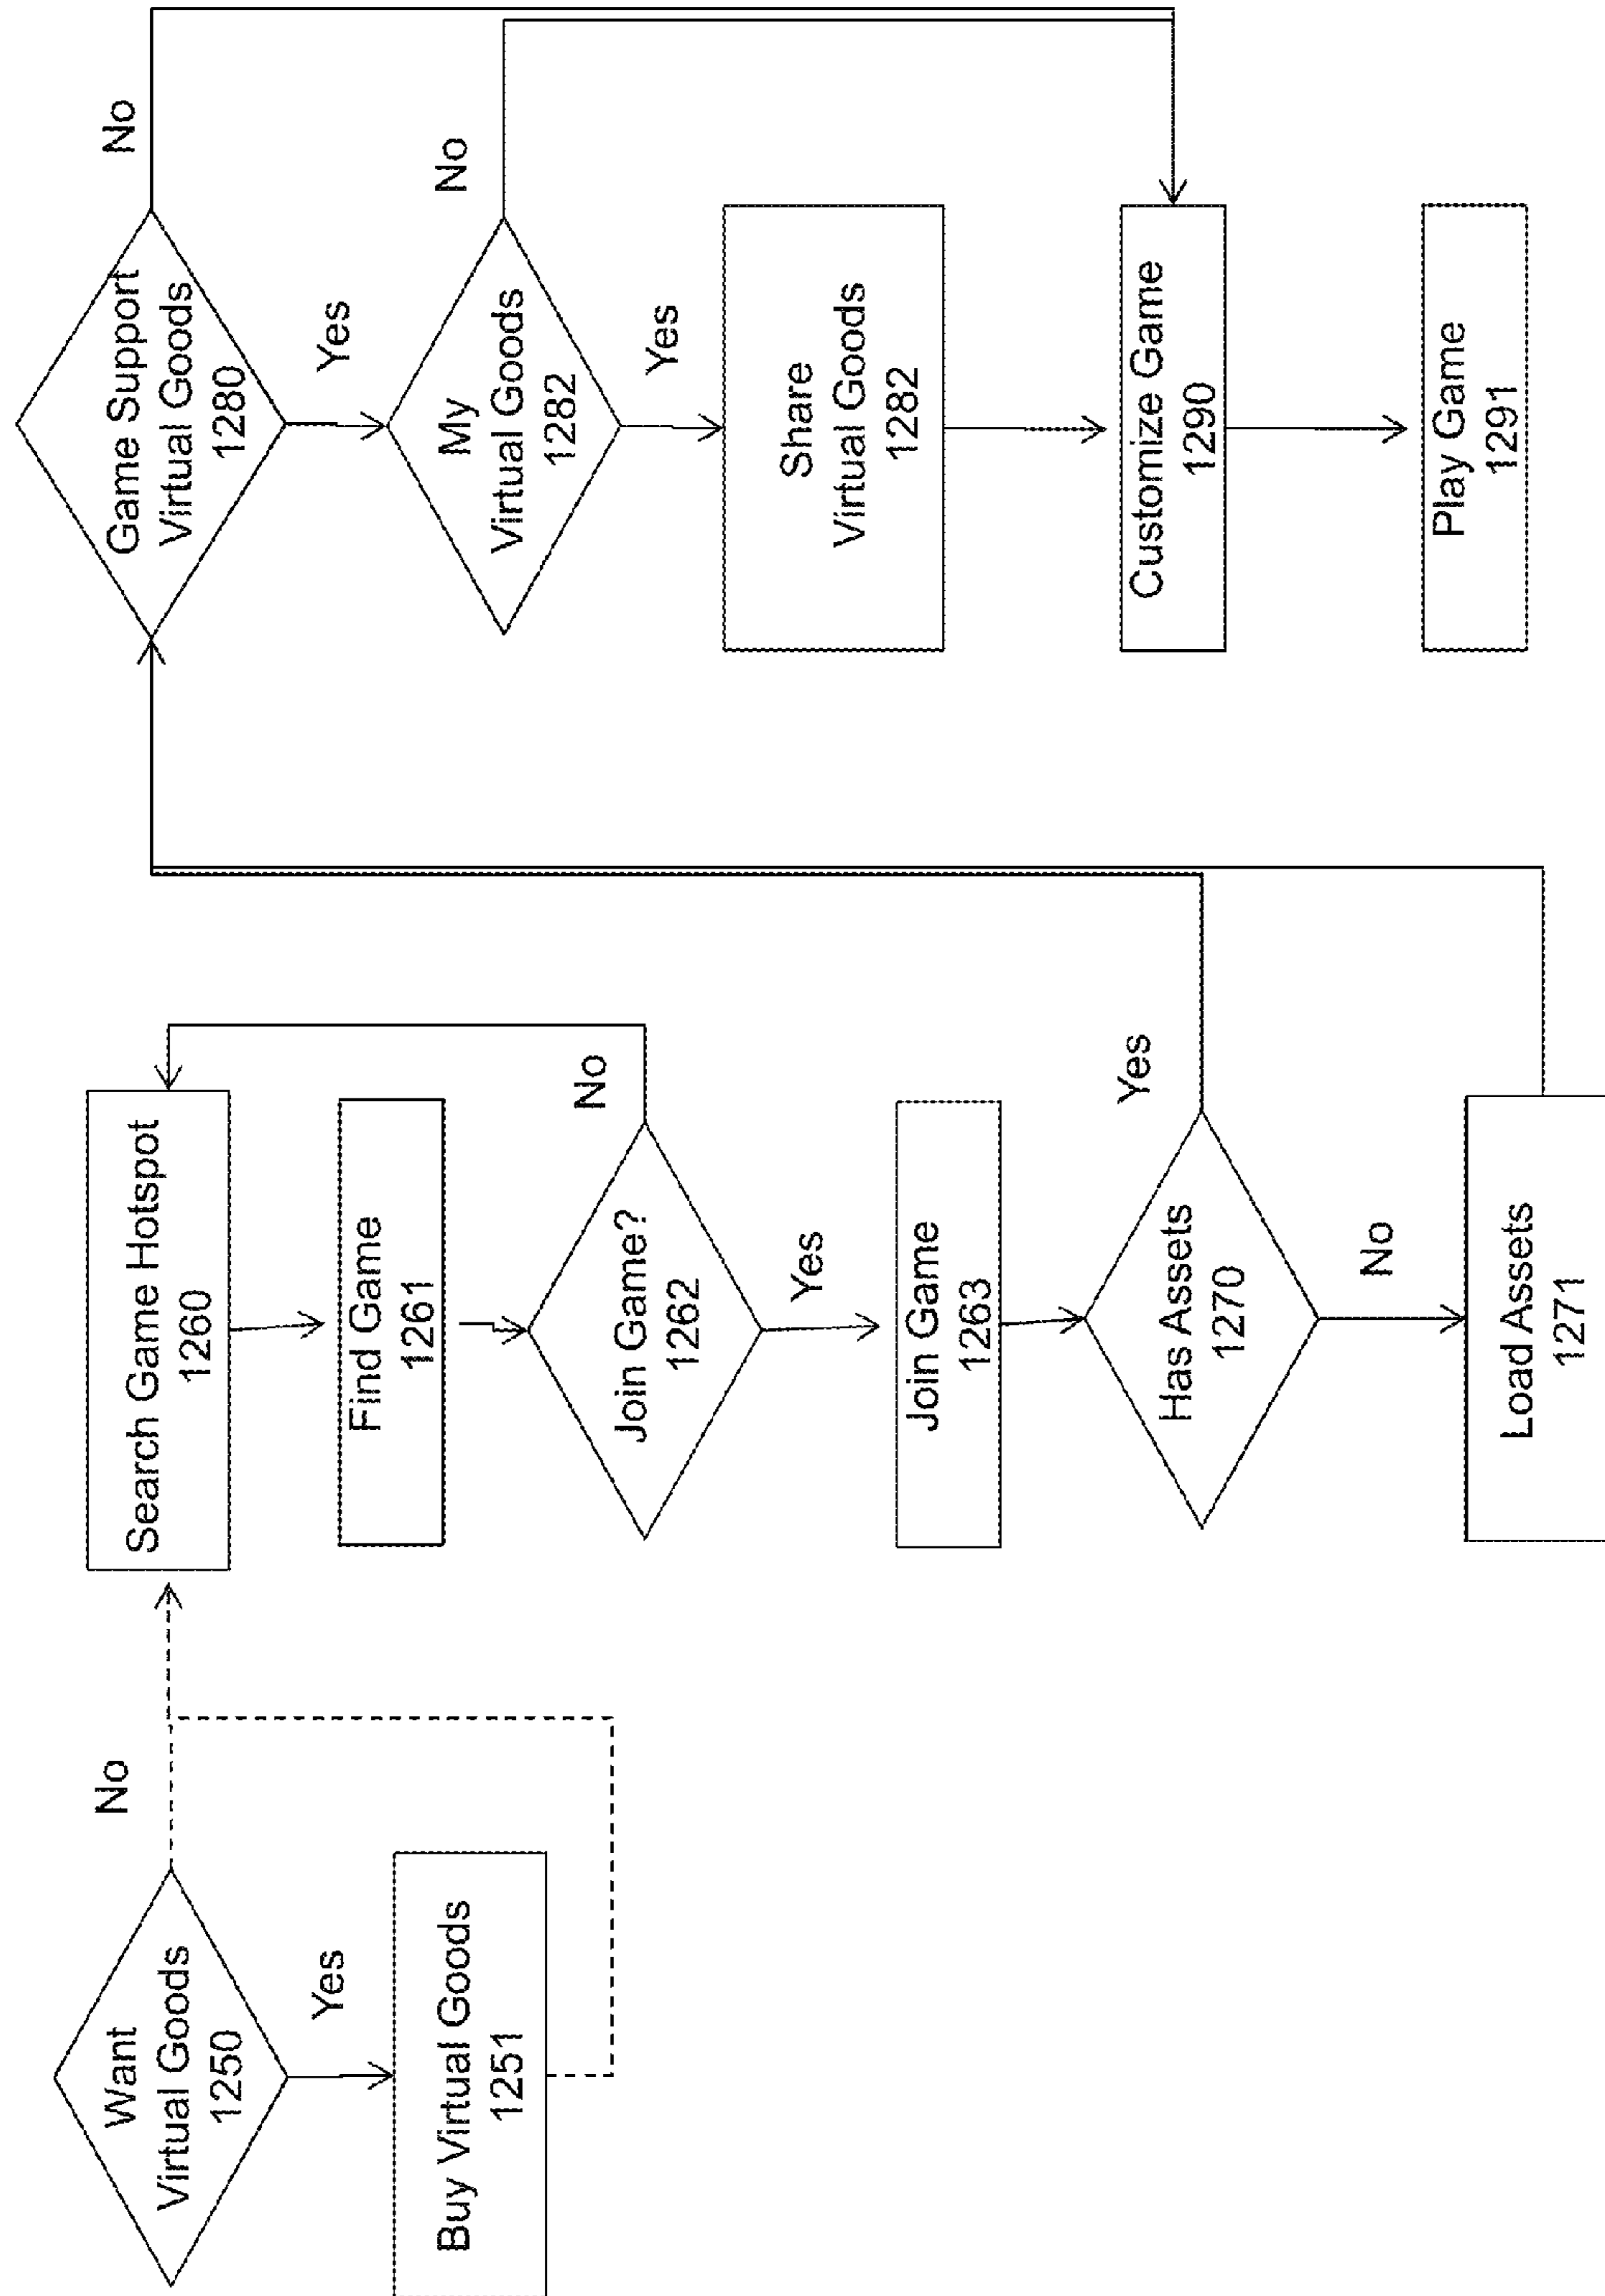 Want
Virtual Goods
1250
No
Yes
Buy Virtual Goods
1251
Search Game Hotspot
1260
Find Game
1261
Join Game?
1262
No
Yes
Join Game
1263
Has Assets
1270
Yes
No
Load Assets
1271
Game Support
Virtual Goods
1280
No
Yes
My
Virtual Goods
1282
No
Yes
Share
Virtual Goods
1282
Customize Game
1290
Play Game
1291